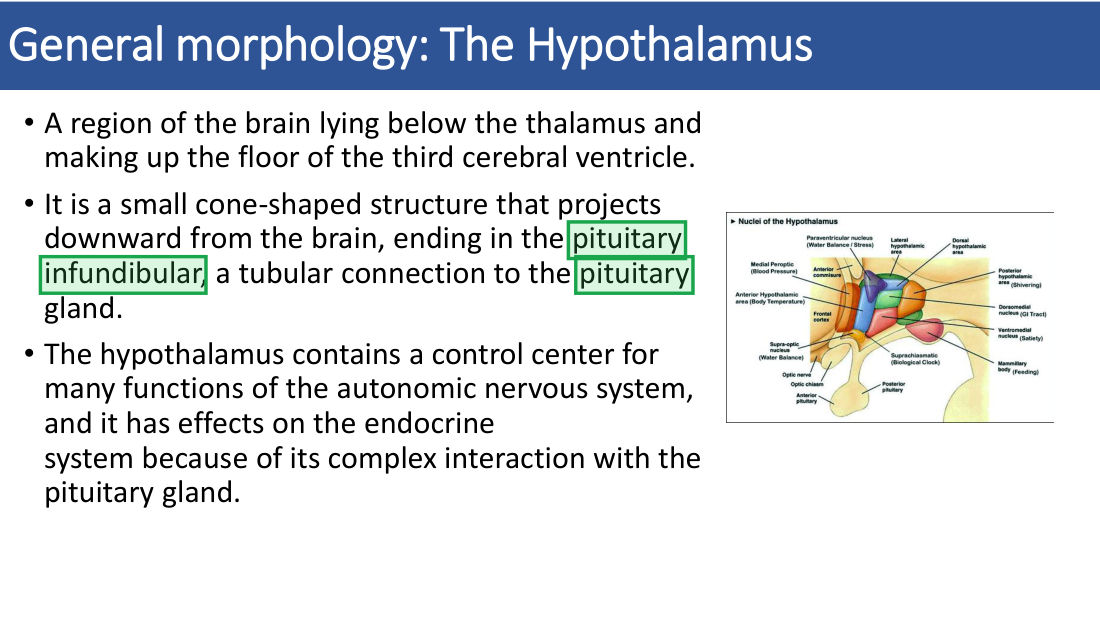 General morphology: The Hypothalamus
• A region of the brain lying below the thalamus and
making up the floor of the third cerebral ventricle.
• It is a small cone-shaped structure that projects
downward from the brain, ending in the pituitary
infundibular, a tubular connection to the pituitary
gland.
• The hypothalamus contains a control center for
many functions of the autonomic nervous system,
and it has effects on the endocrine
system because of its complex interaction with the
pituitary gland.
▸ Nuclei of the Hypothalamus
Paraventricular nucleus
(Water Balance / Stress)
Lateral
hypothalamic
area
Dorsal
hypothalamic
area
Medial Peroptic
(Blood Pressure)
Anterior
commisure
Posterior
hypothalamic
area (Shivering)
Anterior Hypothalamic
area (Body Temperature)
Dorsomedial
nucleus (GI Tract)
Frontal
cortex
Ventromedial
nucleus (Satiety)
Supra-optic
nucleus
(Water Balance)
Suprachiasmatic
(Biological Clock)
Mammillary
body (Feeding)
Optic nerve
Optic chiasm
Posterior
pituitary
Anterior
pituitary